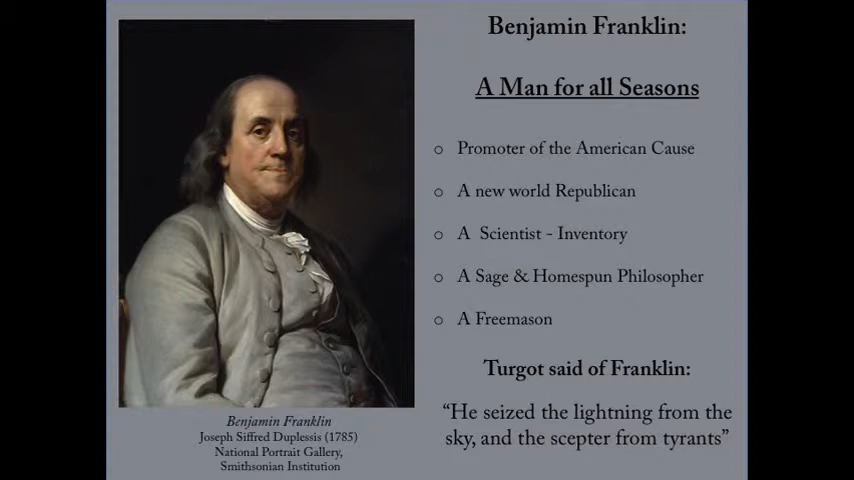 Benjamin Franklin:
A Man for all Seasons
o Promoter of the American Cause
o A new world Republican
o A Scientist - Inventory
o A Sage & Homespun Philosopher
o A Freemason
Turgot said of Franklin:
“He seized the lightning from the
sky, and the scepter from tyrants”
Benjamin Franklin
Joseph Siffred Duplessis (1785)
National Portrait Gallery,
Smithsonian Institution